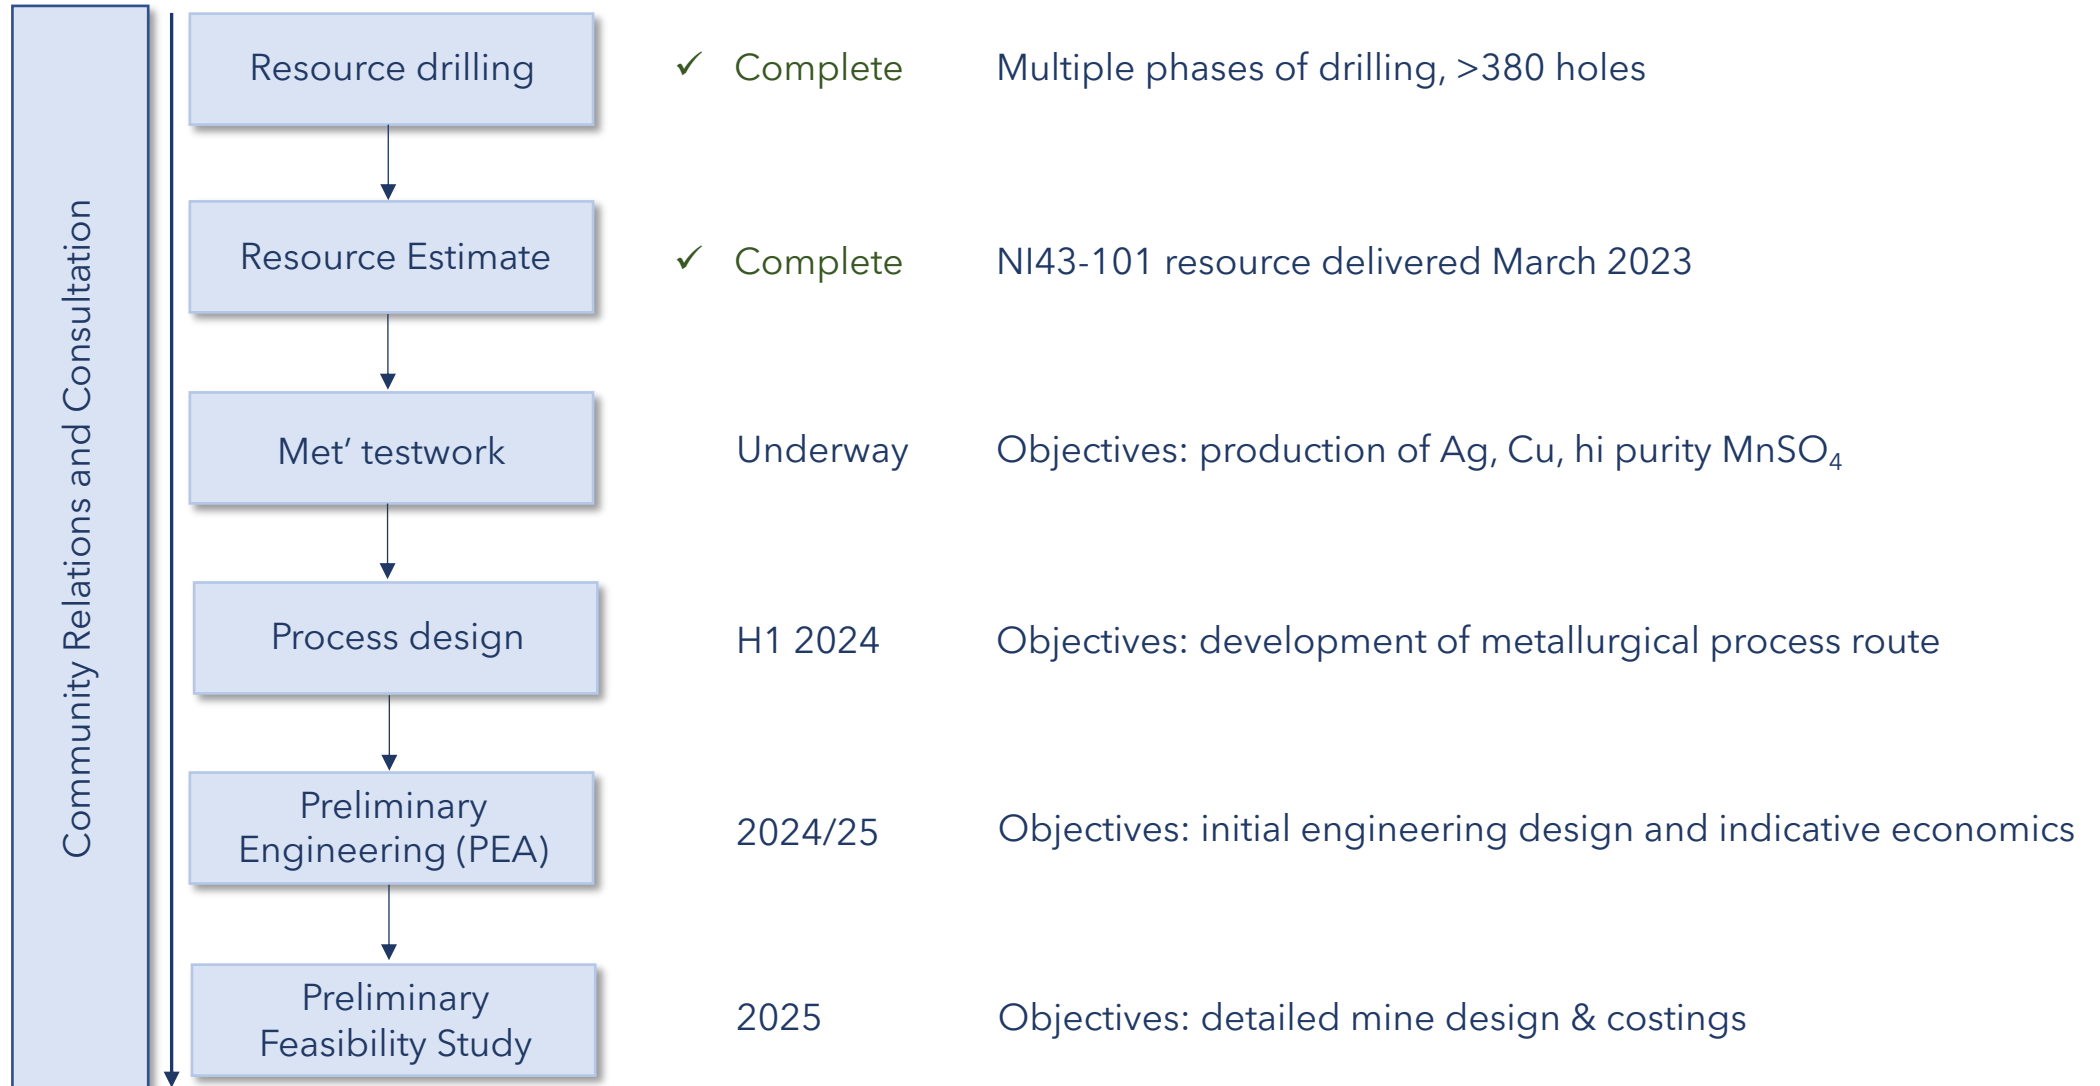 Community Relations and Consultation
Resource drilling
✓ Complete
Multiple phases of drilling, >380 holes
Resource Estimate
✓ Complete
NI43-101 resource delivered March 2023
Met’ testwork
Underway
Objectives: production of Ag, Cu, hi purity MnSO₄
Process design
H1 2024
Objectives: development of metallurgical process route
Preliminary
Engineering (PEA)
2024/25
Objectives: initial engineering design and indicative economics
Preliminary
Feasibility Study
2025
Objectives: detailed mine design & costings